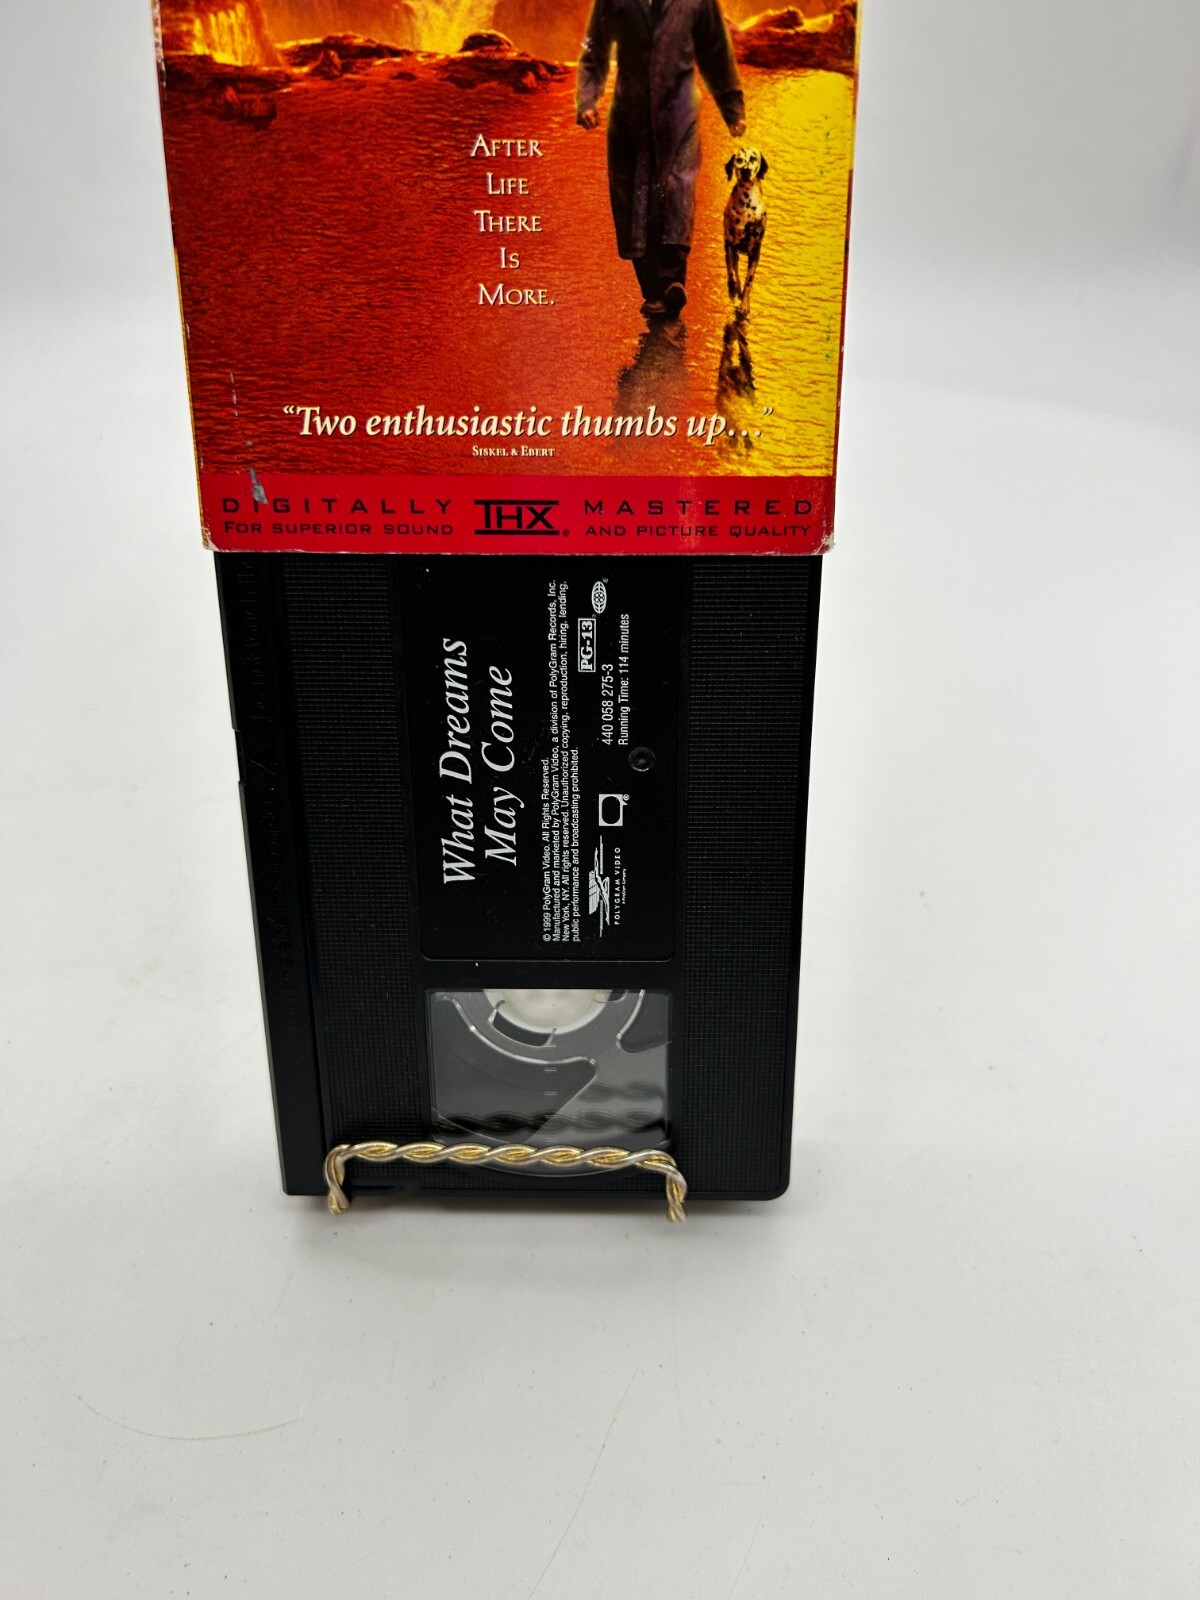 AFTER
LIFE
THERE
IS
MORE.
“Two enthusiastic thumbs up…”
SISKEL & EBERT
DIGITALLY THX® MASTERED
FOR SUPERIOR SOUND AND PICTURE QUALITY
What Dreams
May Come
© 1999 PolyGram Video. All Rights Reserved.
Manufactured and marketed by PolyGram Video, a division of PolyGram Records, Inc.
New York, NY. All rights reserved. Unauthorized copying, reproduction, hiring, lending,
public performance and broadcasting prohibited.
PG-13
440 058 275-3
Running Time: 114 minutes
POLYGRAM VIDEO